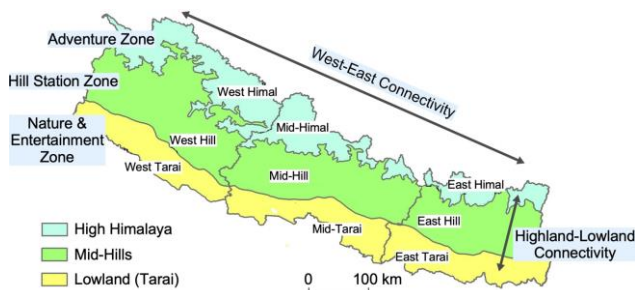 Adventure Zone
West-East Connectivity
Hill Station Zone
West Himal
Nature &
Entertainment
Zone
West Hill
Mid-Himal
West Tarai
Mid-Hill
East Himal
East Hill
Mid-Tarai
East Tarai
Highland-Lowland
Connectivity
High Himalaya
Mid-Hills
Lowland (Tarai)
0 100 km